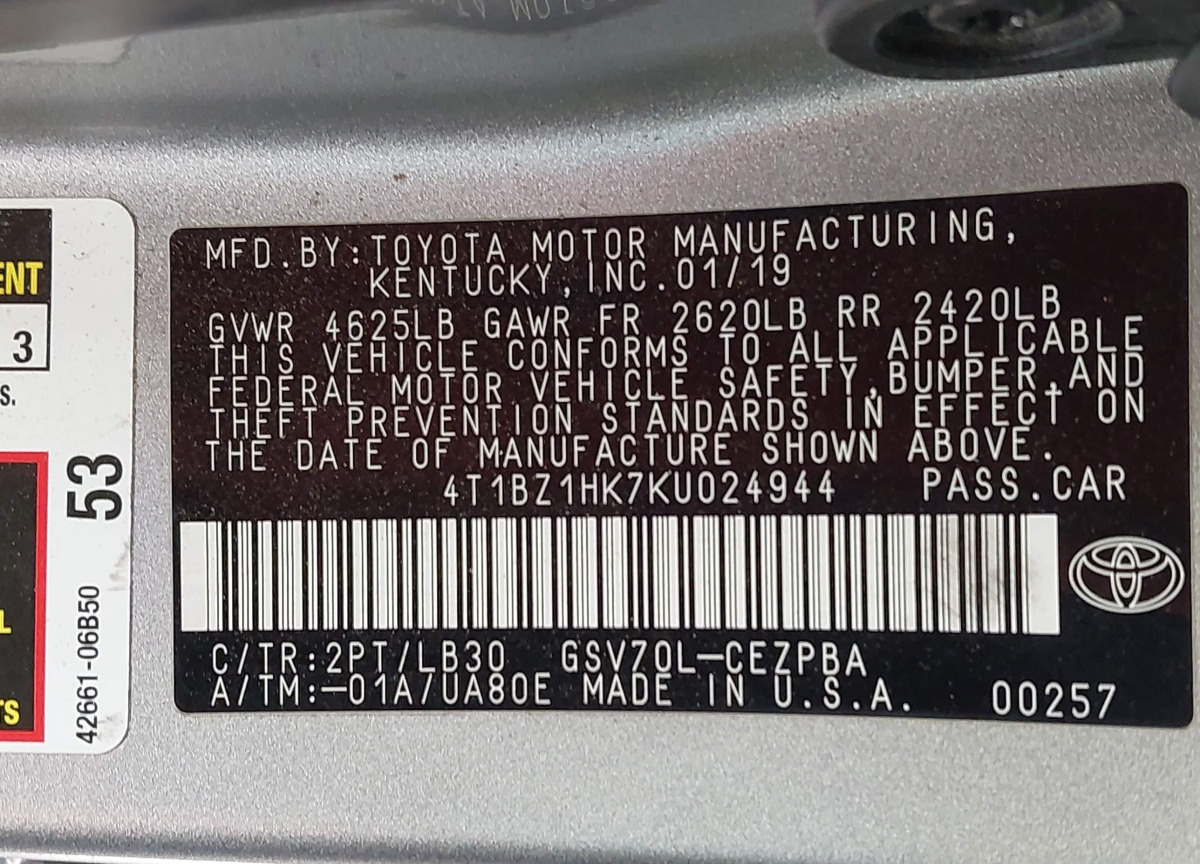 ENT
3
S.
53
L
TS
42661-06B50
MFD.BY:TOYOTA MOTOR MANUFACTURING,
KENTUCKY, INC.01/19
GVWR 4625LB GAWR FR 2620LB RR 2420LB
THIS VEHICLE CONFORMS TO ALL APPLICABLE
FEDERAL MOTOR VEHICLE SAFETY,BUMPER,AND
THEFT PREVENTION STANDARDS IN EFFECT ON
THE DATE OF MANUFACTURE SHOWN ABOVE.
4T1BZ1HK7KU024944 PASS.CAR
C/TR:2PT/LB30 GSV70L-CEZPBA
A/TM:-01A/UA80E MADE IN U.S.A. 00257